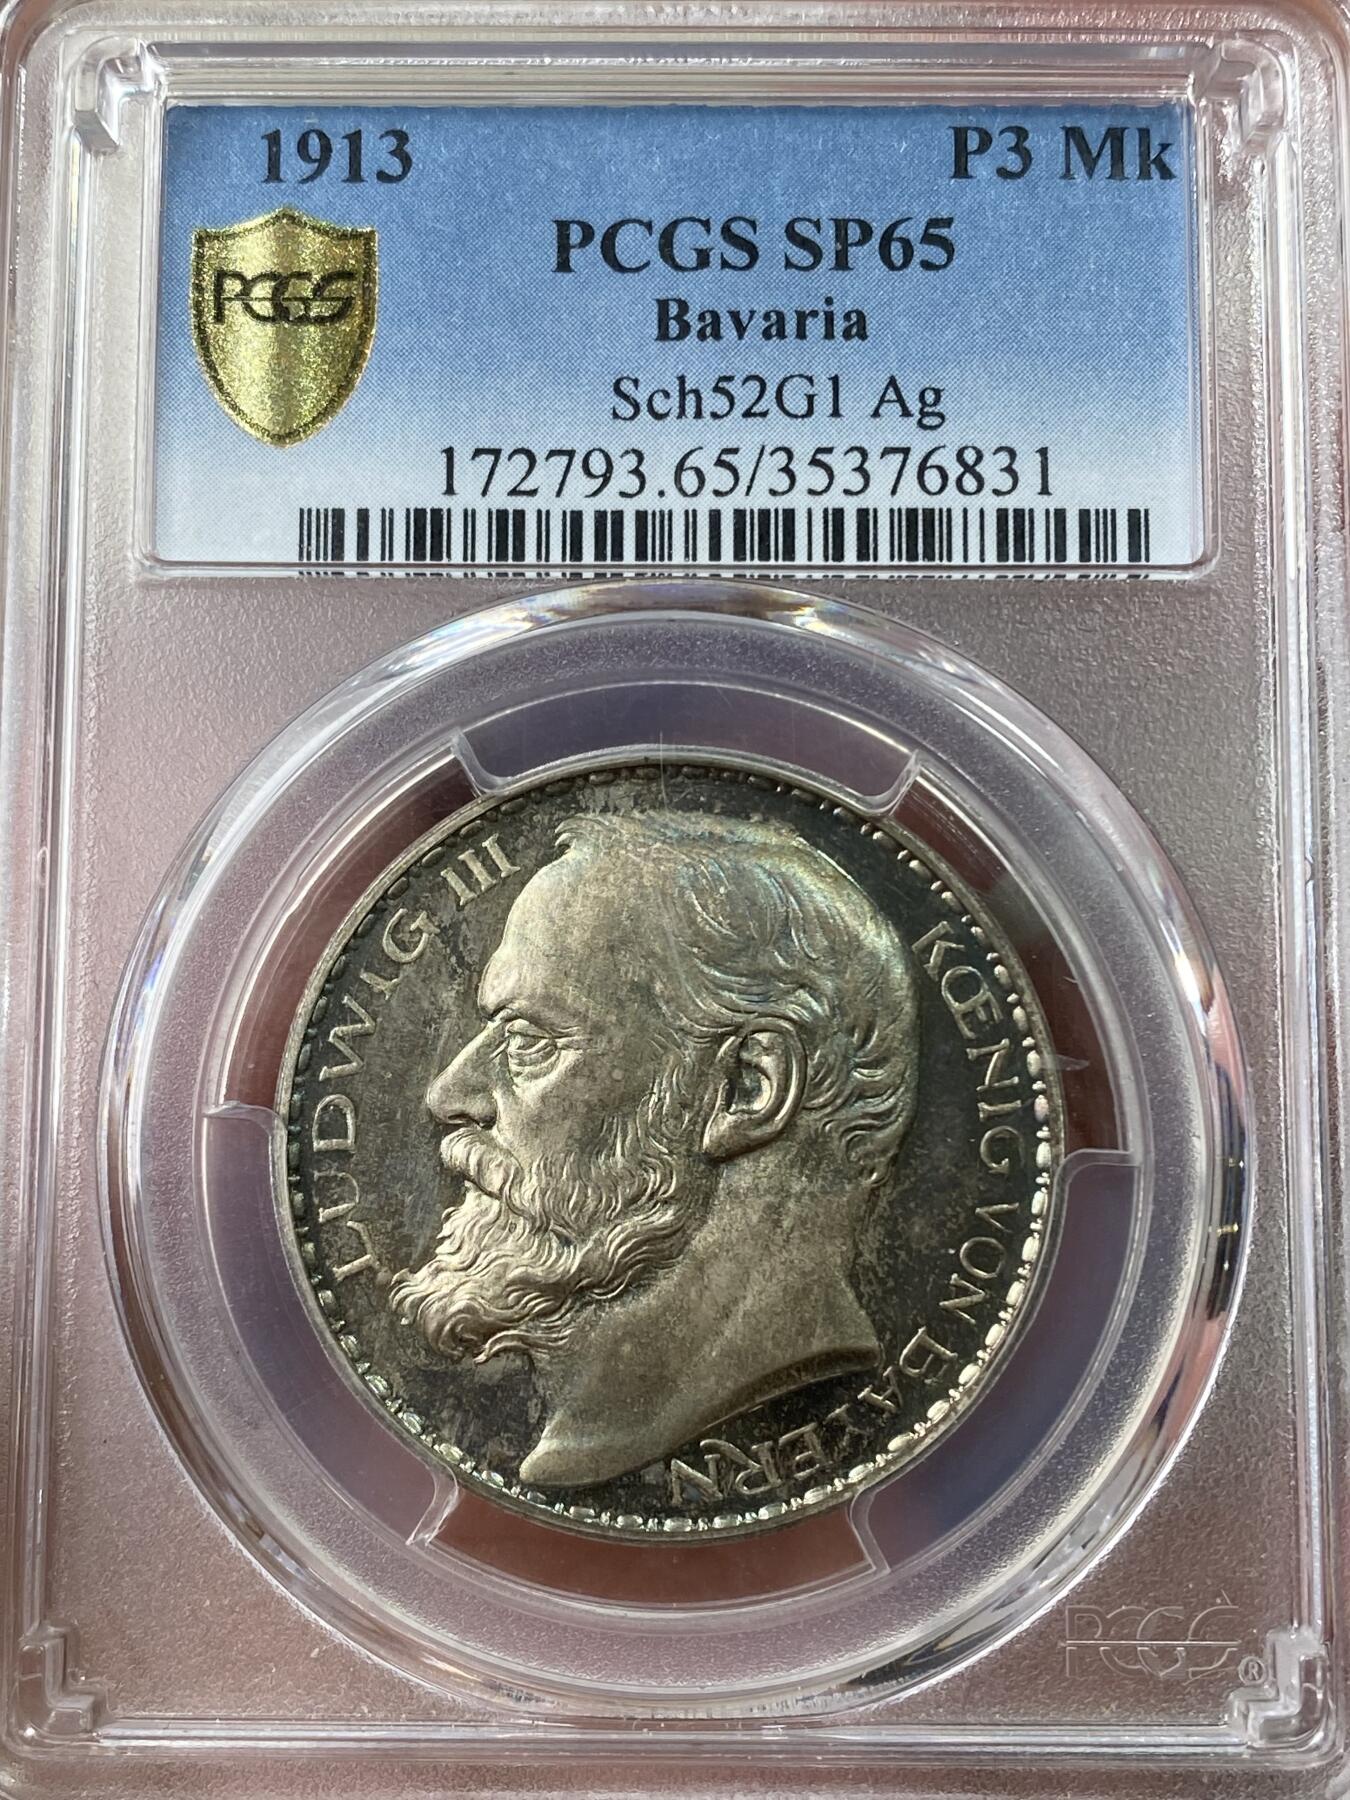 1913 P3 Mk
PCGS
PCGS SP65
Bavaria
Sch52G1 Ag
172793.65/35376831
LUDWIG III KŒNIG VON BAYERN
PCGS®